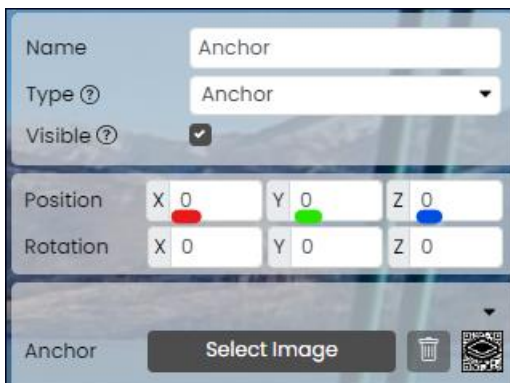 Name Anchor
Type ? Anchor
Visible ?
Position X 0 Y 0 Z 0
Rotation X 0 Y 0 Z 0
Anchor Select Image